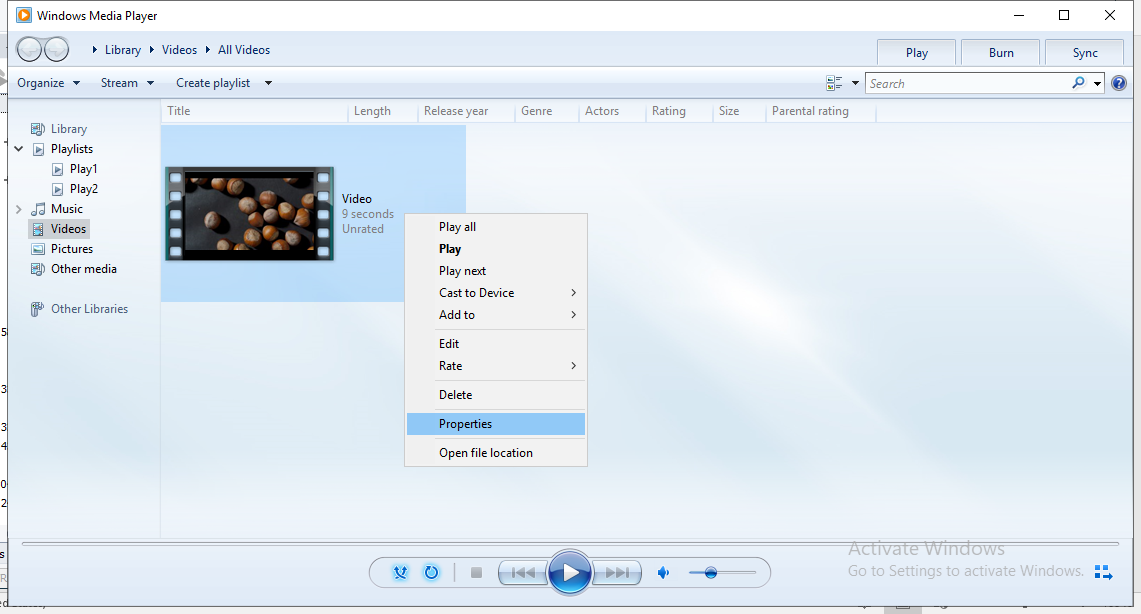 Windows Media Player
Library Videos All Videos
Play Burn Sync
Organize Stream Create playlist
Search
Title Length Release year Genre Actors Rating Size Parental rating
Library
Playlists
Play1
Play2
Music
Videos
Pictures
Other media
Other Libraries
Video
9 seconds
Unrated
Play all
Play
Play next
Cast to Device
Add to
Edit
Rate
Delete
Properties
Open file location
Activate Windows
Go to Settings to activate Windows.